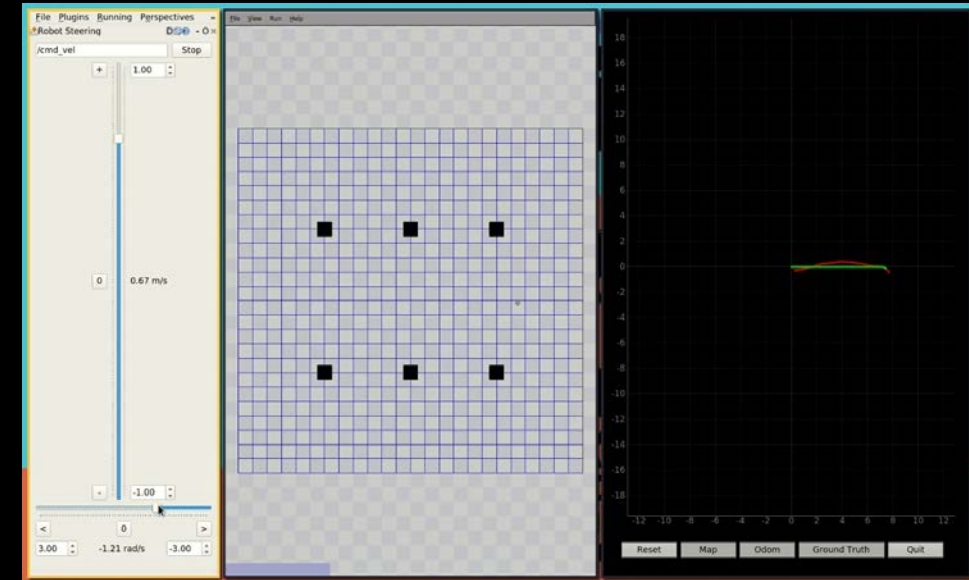 File Plugins Running Perspectives
Robot Steering
/cmd_vel Stop
+ 1.00
0 0.67 m/s
- -1.00
< 0 >
3.00 -1.21 rad/s -3.00
File View Run Help
18
16
14
12
10
8
6
4
2
0
-2
-4
-6
-8
-10
-12
-14
-16
-18
-12 -10 -8 -6 -4 -2 0 2 4 6 8 10 12
Reset Map Odom Ground Truth Quit